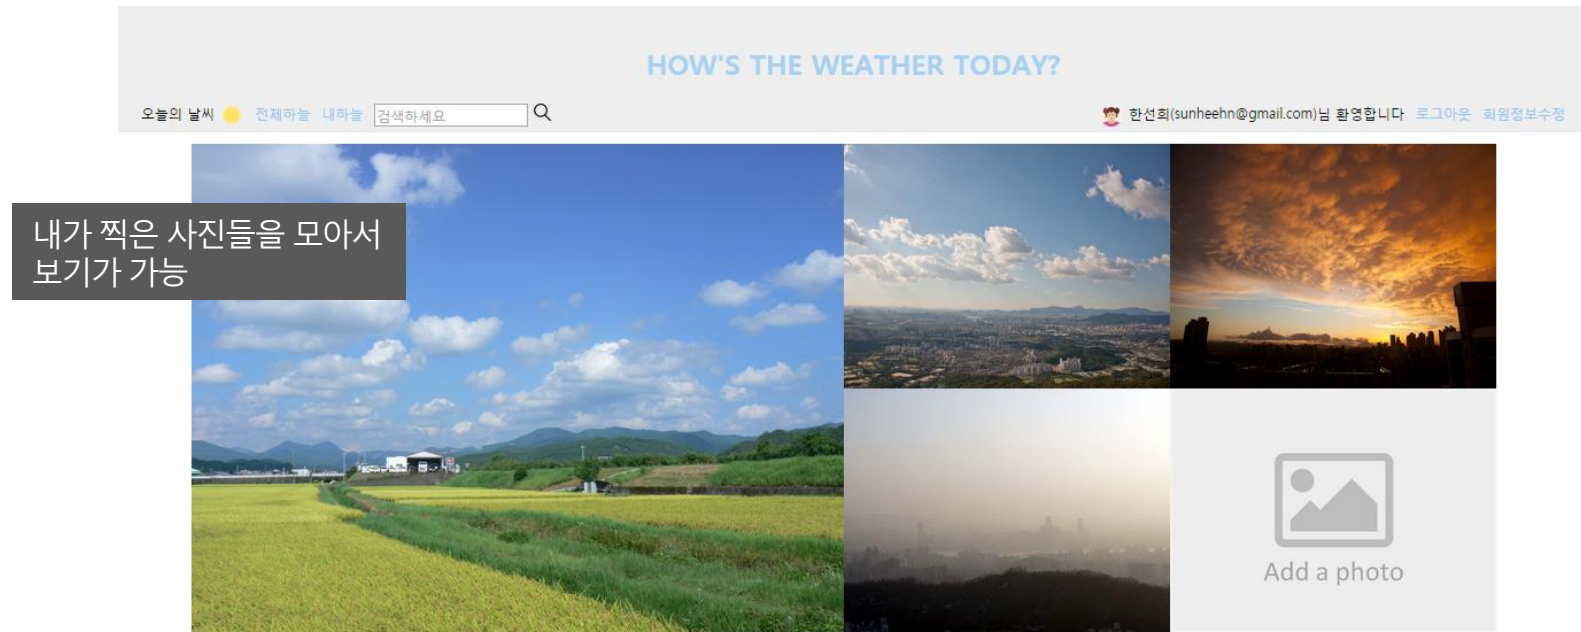 HOW'S THE WEATHER TODAY?
오늘의 날씨 전체하늘 내하늘 검색하세요 한선희(sunheehn@gmail.com)님 환영합니다 로그아웃 회원정보수정
내가 찍은 사진들을 모아서
보기가 가능
Add a photo